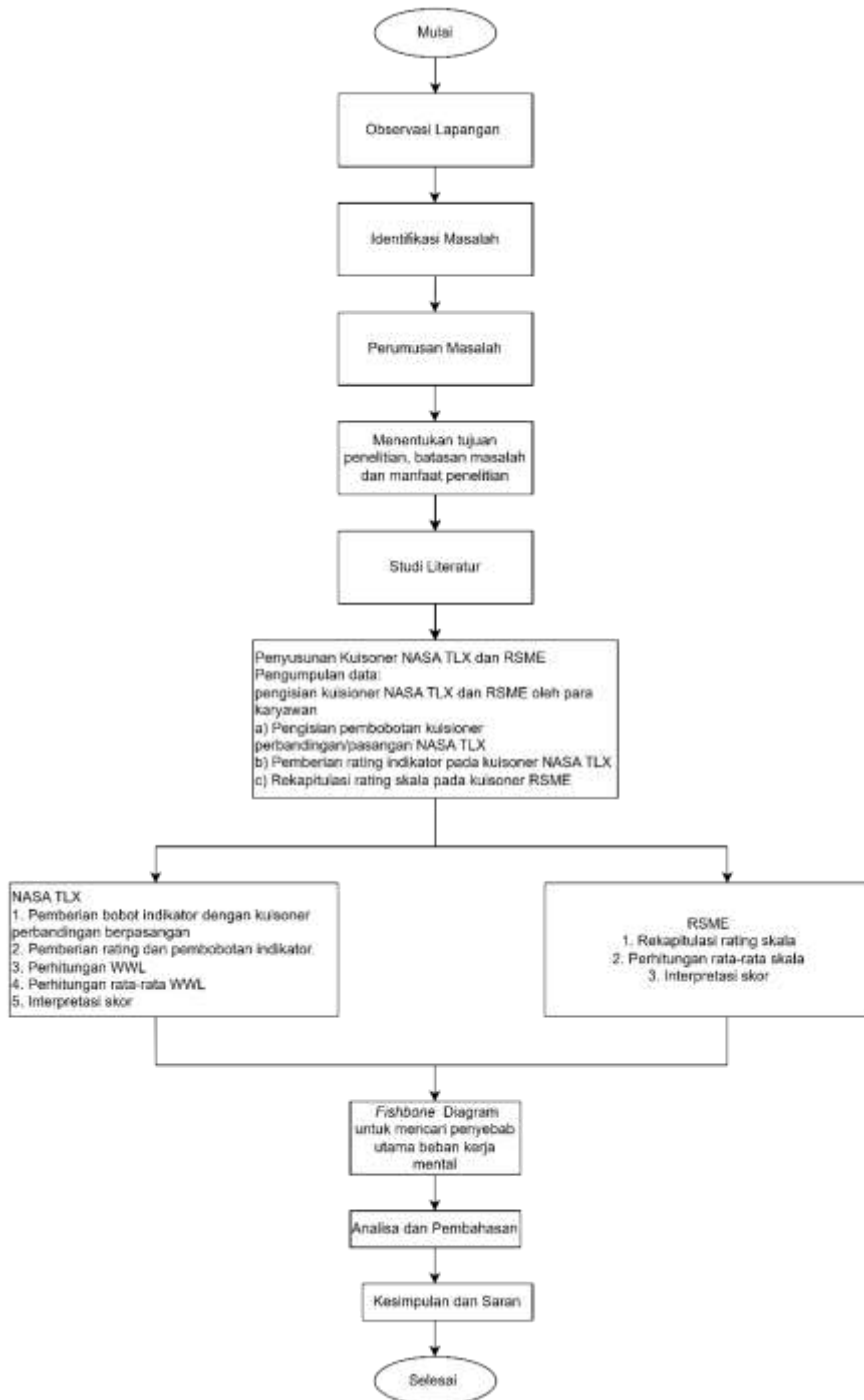 Mulai
Observasi Lapangan
Identifikasi Masalah
Perumusan Masalah
Menentukan tujuan
penelitian, batasan masalah
dan manfaat penelitian
Studi Literatur
Penyusunan Kuisoner NASA TLX dan RSME
Pengumpulan data:
pengisian kuisioner NASA TLX dan RSME oleh para
karyawan
a) Pengisian pembobotan kuisioner
perbandingan/pasangan NASA TLX
b) Pemberian rating indikator pada kuisoner NASA TLX
c) Rekapitulasi rating skala pada kuisoner RSME
NASA TLX
1. Pemberian bobot indikator dengan kuisoner
perbandingan berpasangan
2. Pemberian rating dan pembobotan indikator.
3. Perhitungan WWL
4. Perhitungan rata-rata WWL
5. Interpretasi skor
RSME
1. Rekapitulasi rating skala
2. Perhitungan rata-rata skala
3. Interpretasi skor
Fishbone Diagram
untuk mencari penyebab
utama beban kerja
mental
Analisa dan Pembahasan
Kesimpulan dan Saran
Selesai